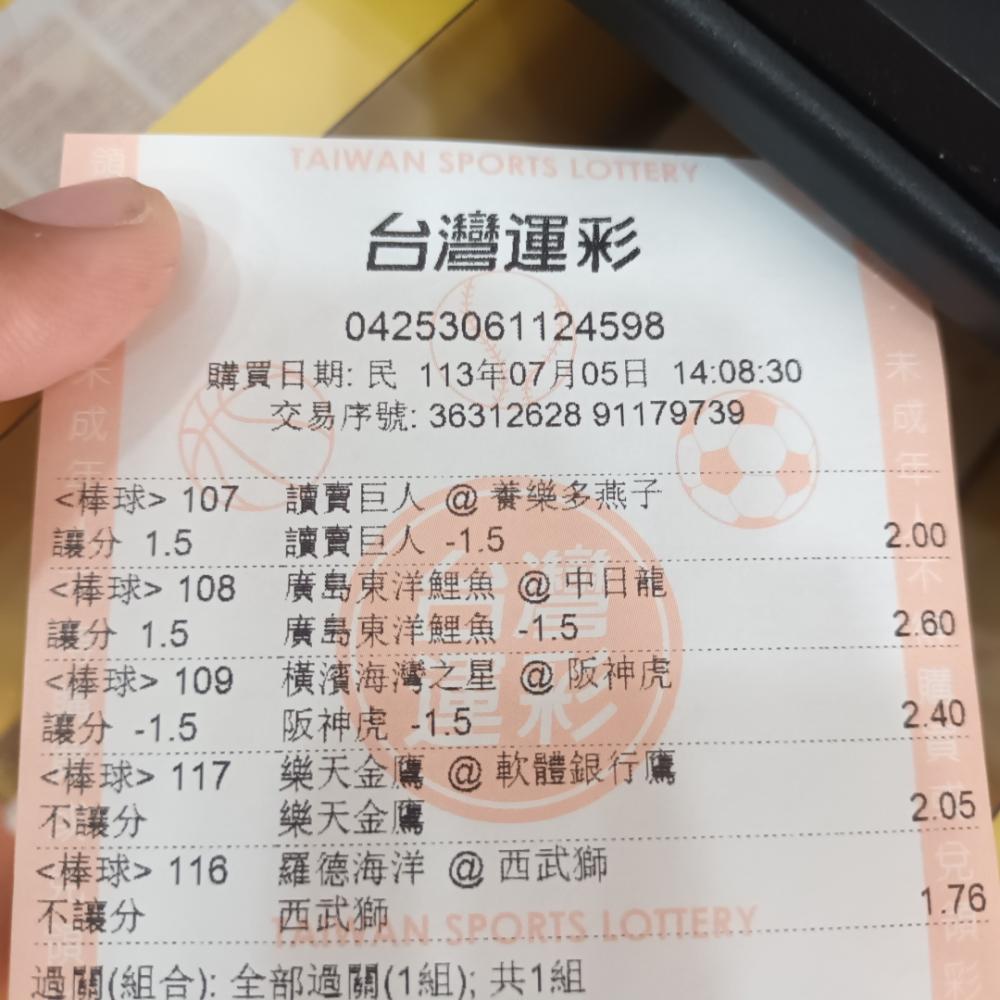 TAIWAN SPORTS LOTTERY
台灣運彩
04253061124598
購買日期: 民 113年07月05日 14:08:30
交易序號: 36312628 91179739
<棒球> 107 讀賣巨人 @ 養樂多燕子
讓分 1.5 讀賣巨人 -1.5 2.00
<棒球> 108 廣島東洋鯉魚 @ 中日龍
讓分 1.5 廣島東洋鯉魚 -1.5 2.60
<棒球> 109 橫濱海灣之星 @ 阪神虎
讓分 -1.5 阪神虎 -1.5 2.40
<棒球> 117 樂天金鷹 @ 軟體銀行鷹
不讓分 樂天金鷹 2.05
<棒球> 116 羅德海洋 @ 西武獅
不讓分 西武獅 1.76
TAIWAN SPORTS LOTTERY
過關(組合): 全部過關(1組); 共1組
台灣運彩